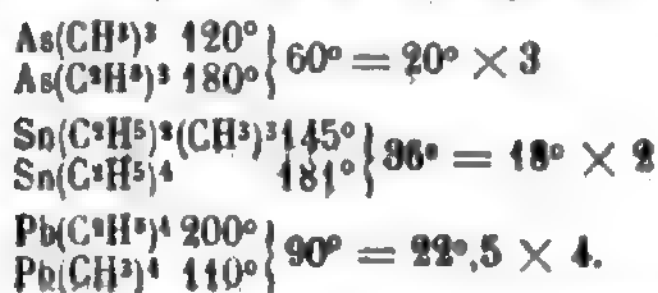 As(CH³)³ 120° } 60° = 20° × 3
As(C²H⁵)³ 180°
Sn(C²H⁵)²(CH³)² 145° } 36° = 18° × 2
Sn(C²H⁵)⁴ 181°
Pb(C²H⁵)⁴ 200° } 90° = 22°,5 × 4.
Pb(CH³)⁴ 110°